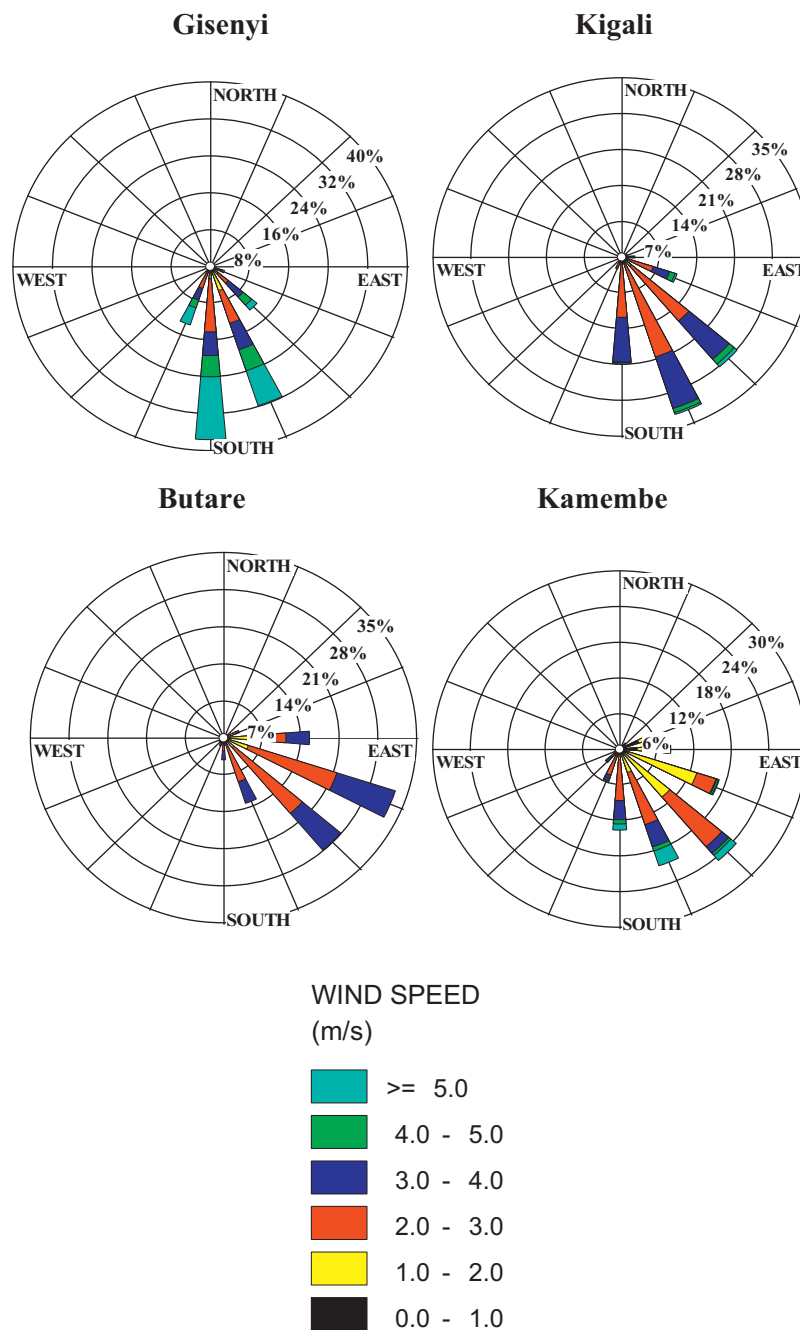 Gisenyi
Kigali
NORTH
40%
32%
24%
16%
8%
WEST
EAST
SOUTH
NORTH
35%
28%
21%
14%
7%
WEST
EAST
SOUTH
Butare
Kamembe
NORTH
35%
28%
21%
14%
7%
WEST
EAST
SOUTH
NORTH
30%
24%
18%
12%
6%
WEST
EAST
SOUTH
WIND SPEED
(m/s)
>= 5.0
4.0 - 5.0
3.0 - 4.0
2.0 - 3.0
1.0 - 2.0
0.0 - 1.0